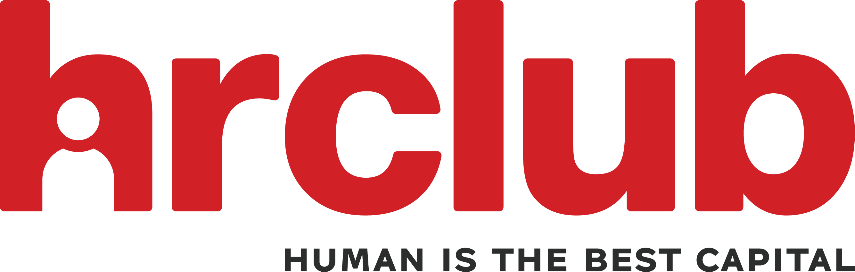 hrclub
HUMAN IS THE BEST CAPITAL